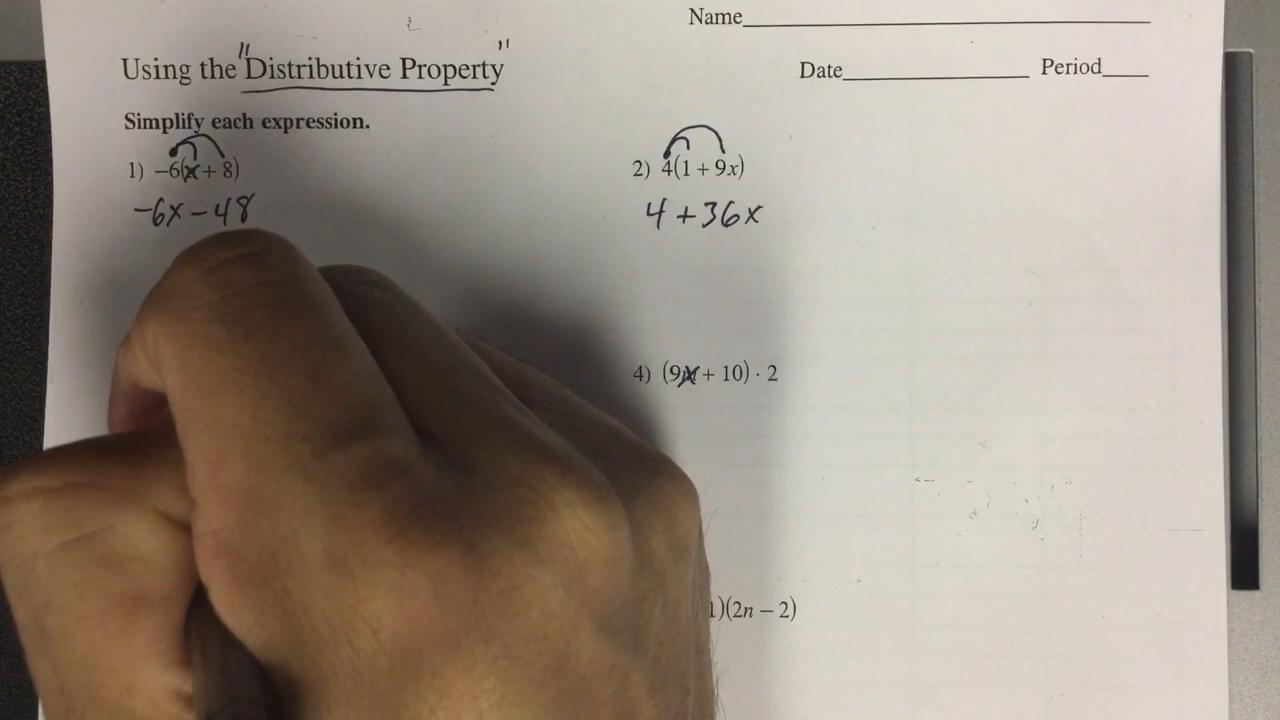 Name
Using the "Distributive Property"
Date Period
Simplify each expression.
1) −6(x + 8)
2) 4(1 + 9x)
-6x - 48
4 + 36x
4) (9x + 10) · 2
1)(2n − 2)